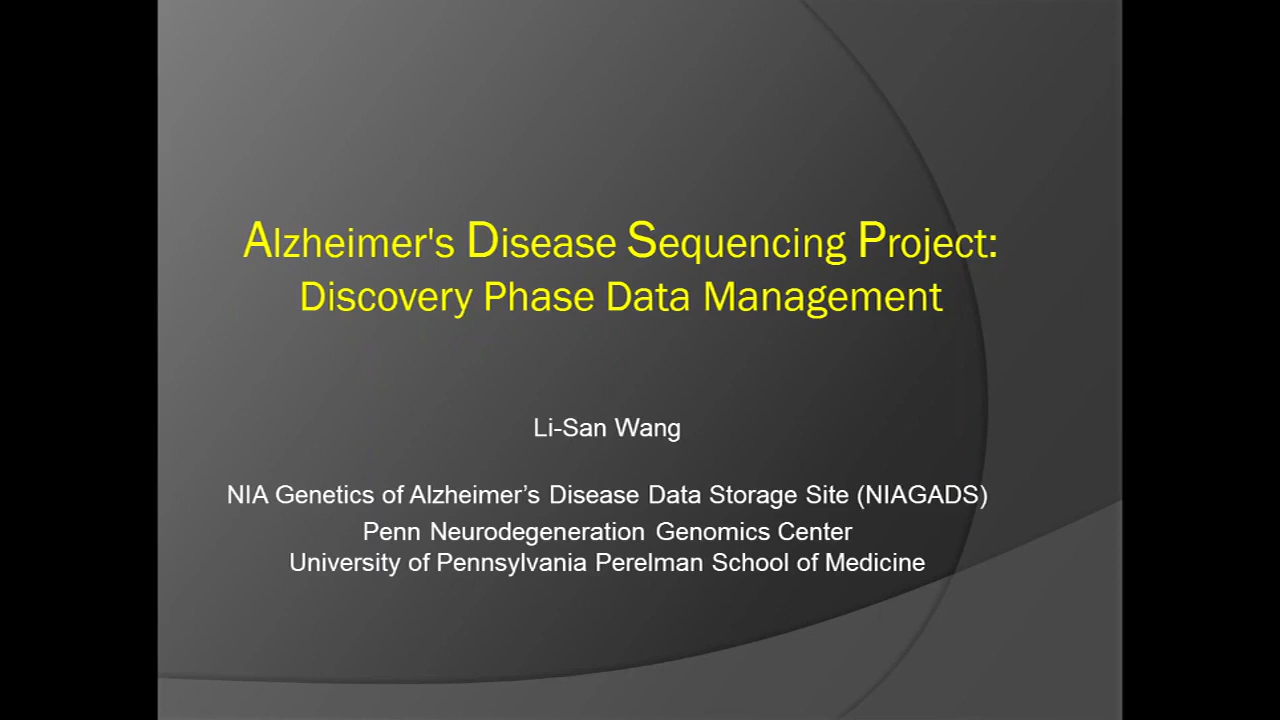 Alzheimer's Disease Sequencing Project:
Discovery Phase Data Management
Li-San Wang
NIA Genetics of Alzheimer’s Disease Data Storage Site (NIAGADS)
Penn Neurodegeneration Genomics Center
University of Pennsylvania Perelman School of Medicine